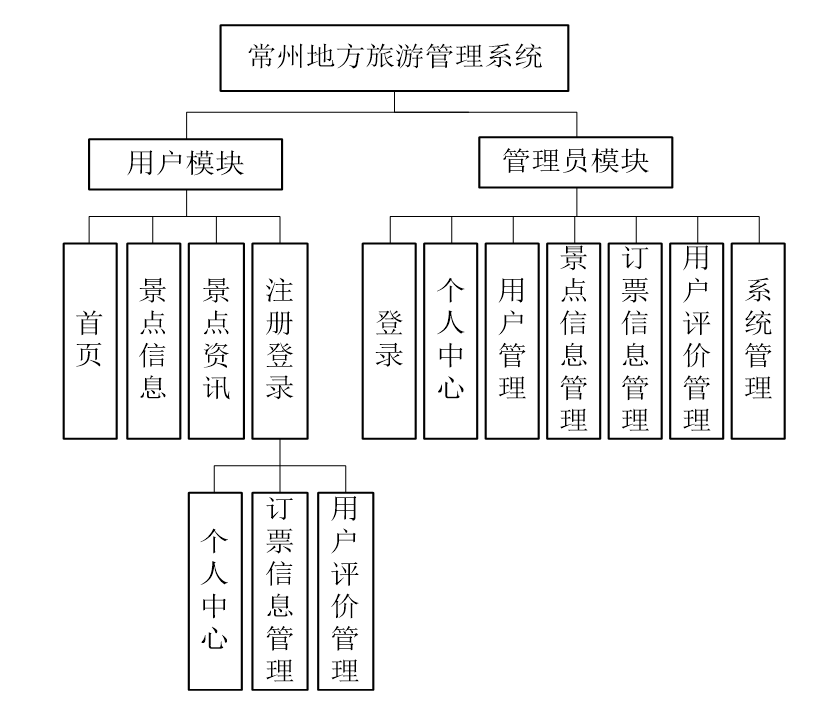 常州地方旅游管理系统
用户模块
管理员模块
首页
景点信息
景点资讯
注册登录
登录
个人中心
用户管理
景点信息管理
订票信息管理
用户评价管理
系统管理
个人中心
订票信息管理
用户评价管理